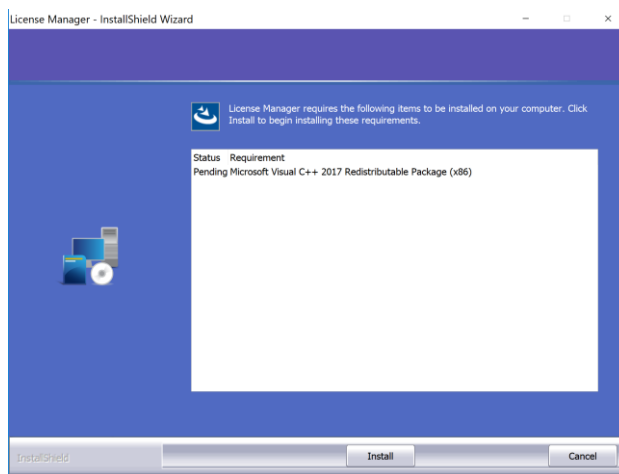 License Manager - InstallShield Wizard
License Manager requires the following items to be installed on your computer. Click
Install to begin installing these requirements.
Status Requirement
Pending Microsoft Visual C++ 2017 Redistributable Package (x86)
InstallShield
Install
Cancel